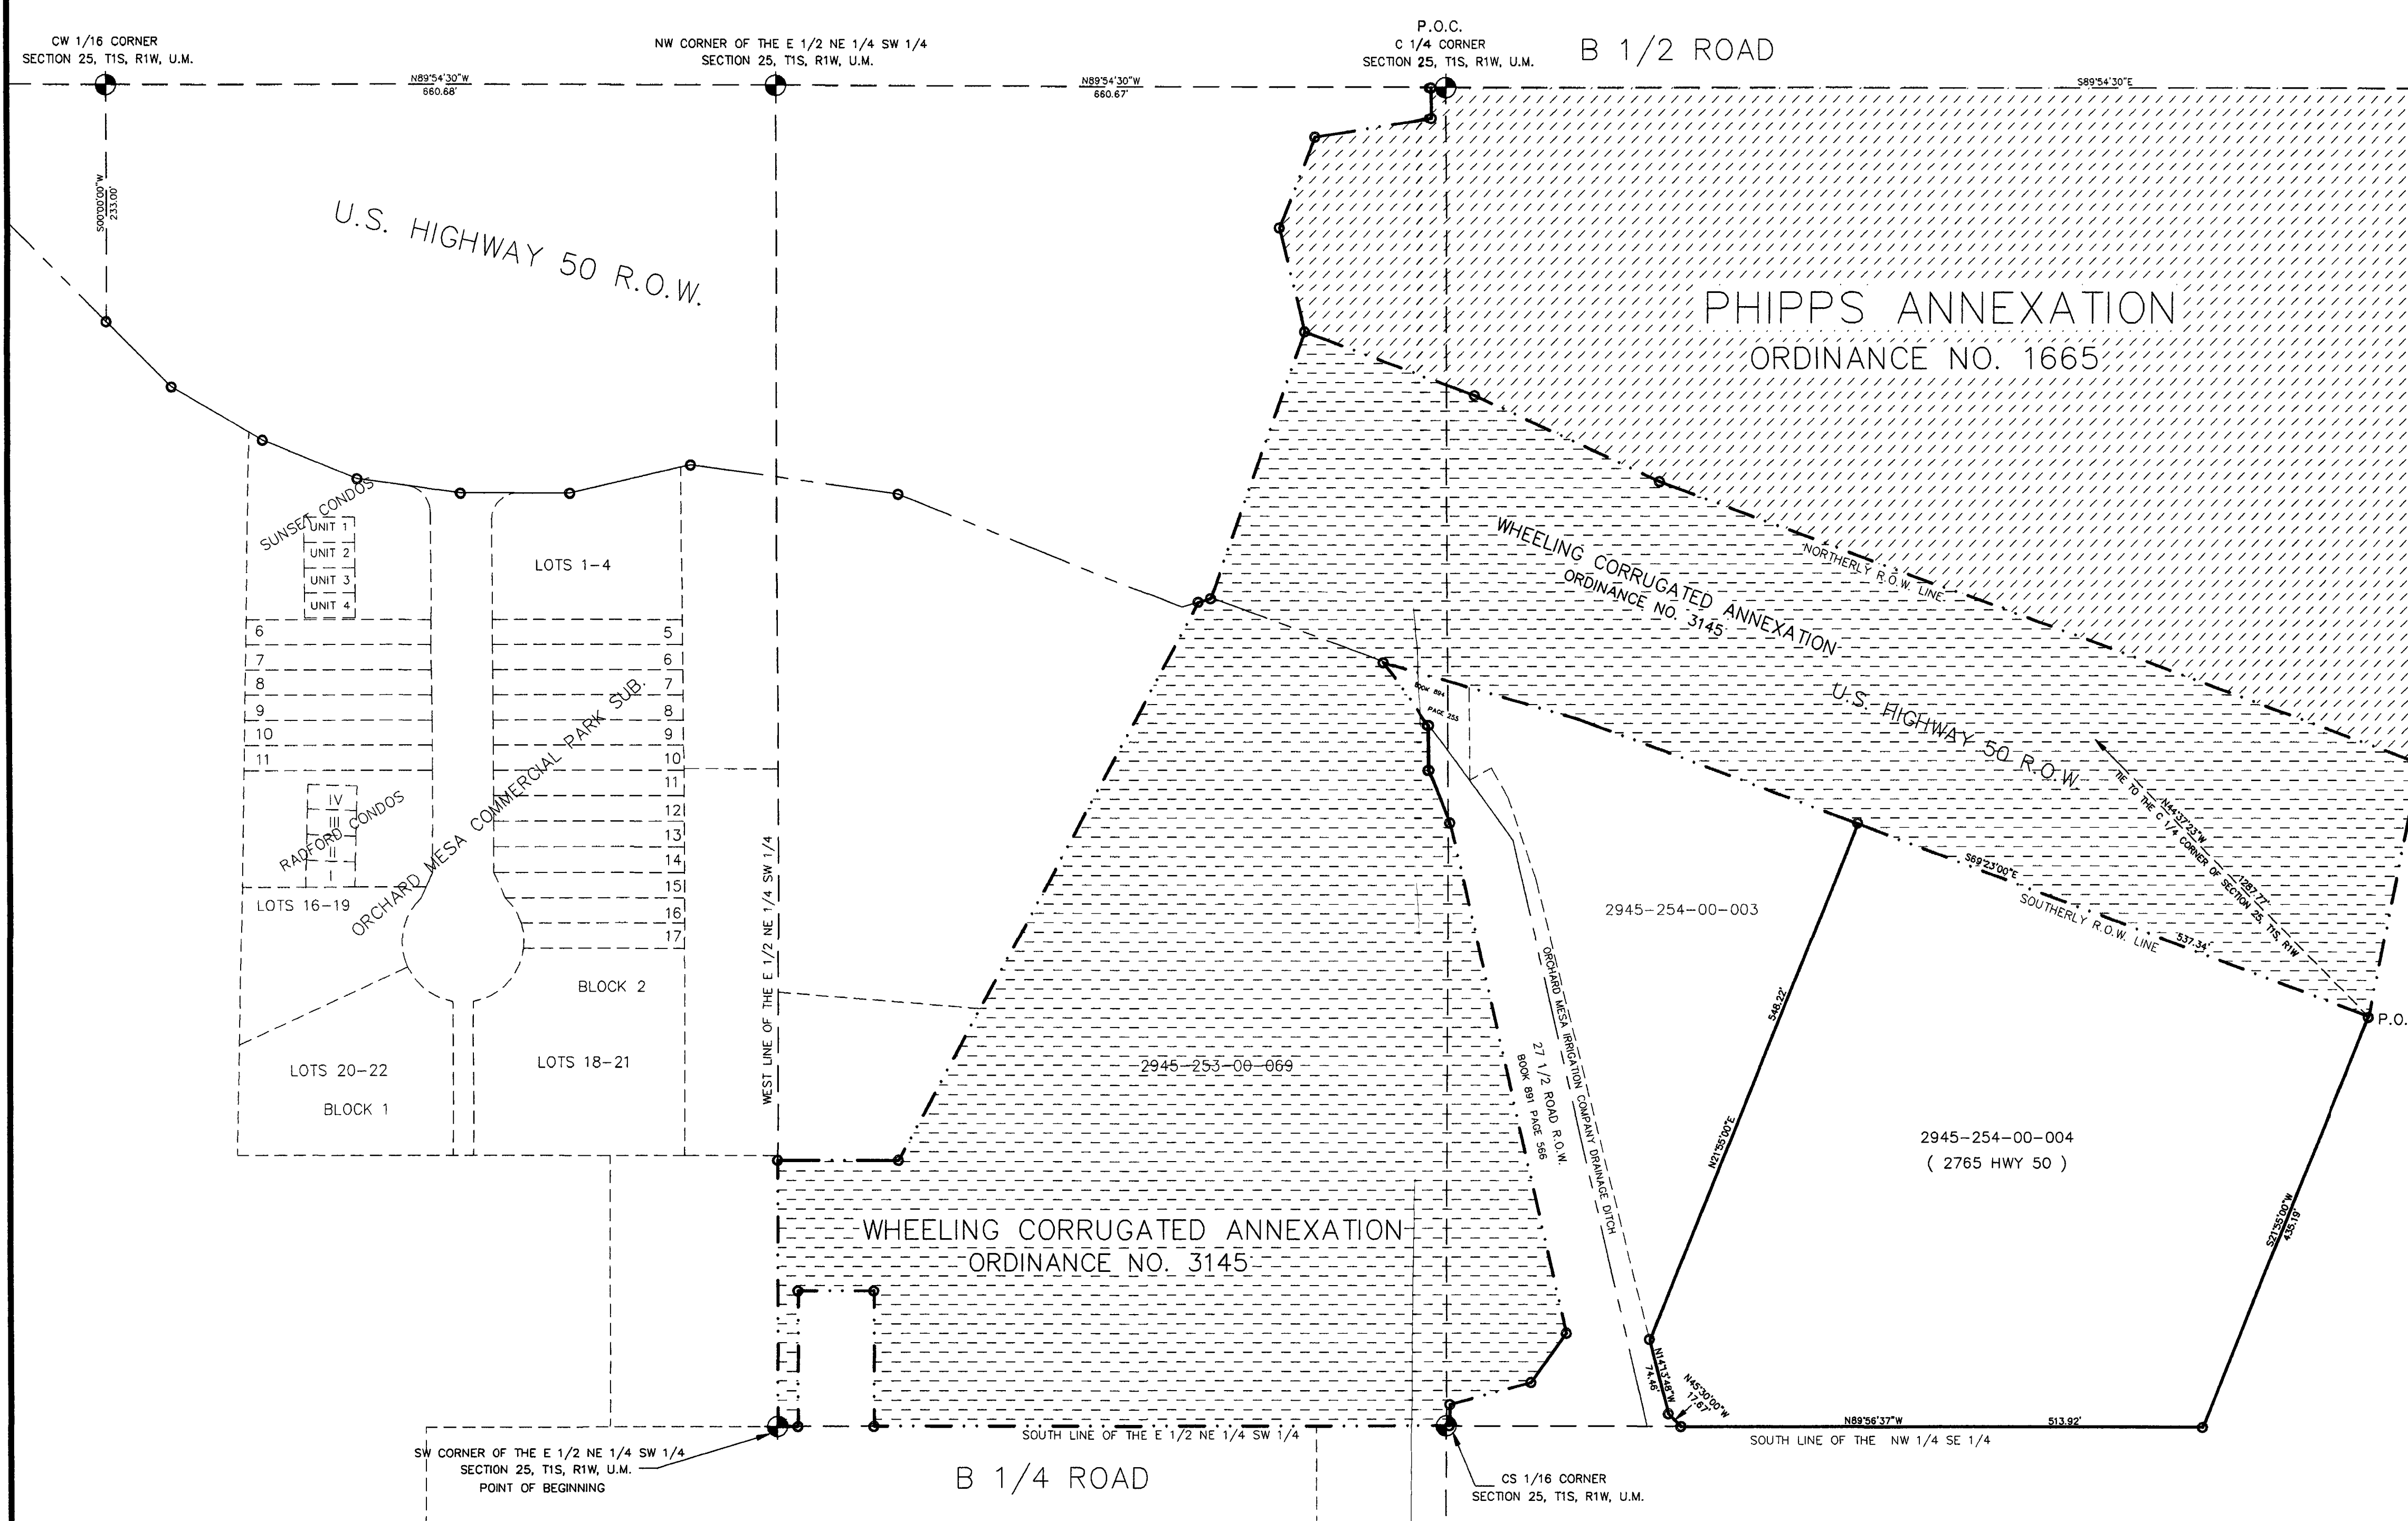 CW 1/16 CORNER
SECTION 25, T1S, R1W, U.M.
NW CORNER OF THE E 1/2 NE 1/4 SW 1/4
SECTION 25, T1S, R1W, U.M.
P.O.C.
C 1/4 CORNER
SECTION 25, T1S, R1W, U.M.
B 1/2 ROAD
N89°54'30"W
660.68'
N89°54'30"W
660.67'
S89°54'30"E
S00°00'00"W
233.00'
U.S. HIGHWAY 50 R.O.W.
PHIPPS ANNEXATION
ORDINANCE NO. 1665
SUNSET CONDOS
UNIT 1
UNIT 2
UNIT 3
UNIT 4
LOTS 1-4
6
7
8
9
10
11
5
6
7
8
9
10
11
12
13
14
15
16
17
ORCHARD MESA COMMERCIAL PARK SUB.
RADFORD CONDOS
IV
III
II
I
LOTS 16-19
BLOCK 2
LOTS 18-21
LOTS 20-22
BLOCK 1
WEST LINE OF THE E 1/2 NE 1/4 SW 1/4
WHEELING CORRUGATED ANNEXATION
ORDINANCE NO. 3145
NORTHERLY R.O.W. LINE
U.S. HIGHWAY 50 R.O.W.
BOOK 894
PAGE 255
TIE TO THE C 1/4 CORNER OF SECTION 25, T1S, R1W
N44°37'23"W
1287.77'
S69°23'00"E
537.34'
SOUTHERLY R.O.W. LINE
P.O.
2945-254-00-003
548.22'
N21°55'00"E
ORCHARD MESA IRRIGATION COMPANY DRAINAGE DITCH
27 1/2 ROAD R.O.W.
BOOK 891 PAGE 566
2945-253-00-069
2945-254-00-004
( 2765 HWY 50 )
S21°55'00"W
435.19'
WHEELING CORRUGATED ANNEXATION
ORDINANCE NO. 3145
N14°13'48"W
74.46'
N45°30'00"W
17.67'
N89°56'37"W
513.92'
SOUTH LINE OF THE NW 1/4 SE 1/4
SOUTH LINE OF THE E 1/2 NE 1/4 SW 1/4
SW CORNER OF THE E 1/2 NE 1/4 SW 1/4
SECTION 25, T1S, R1W, U.M.
POINT OF BEGINNING
B 1/4 ROAD
CS 1/16 CORNER
SECTION 25, T1S, R1W, U.M.